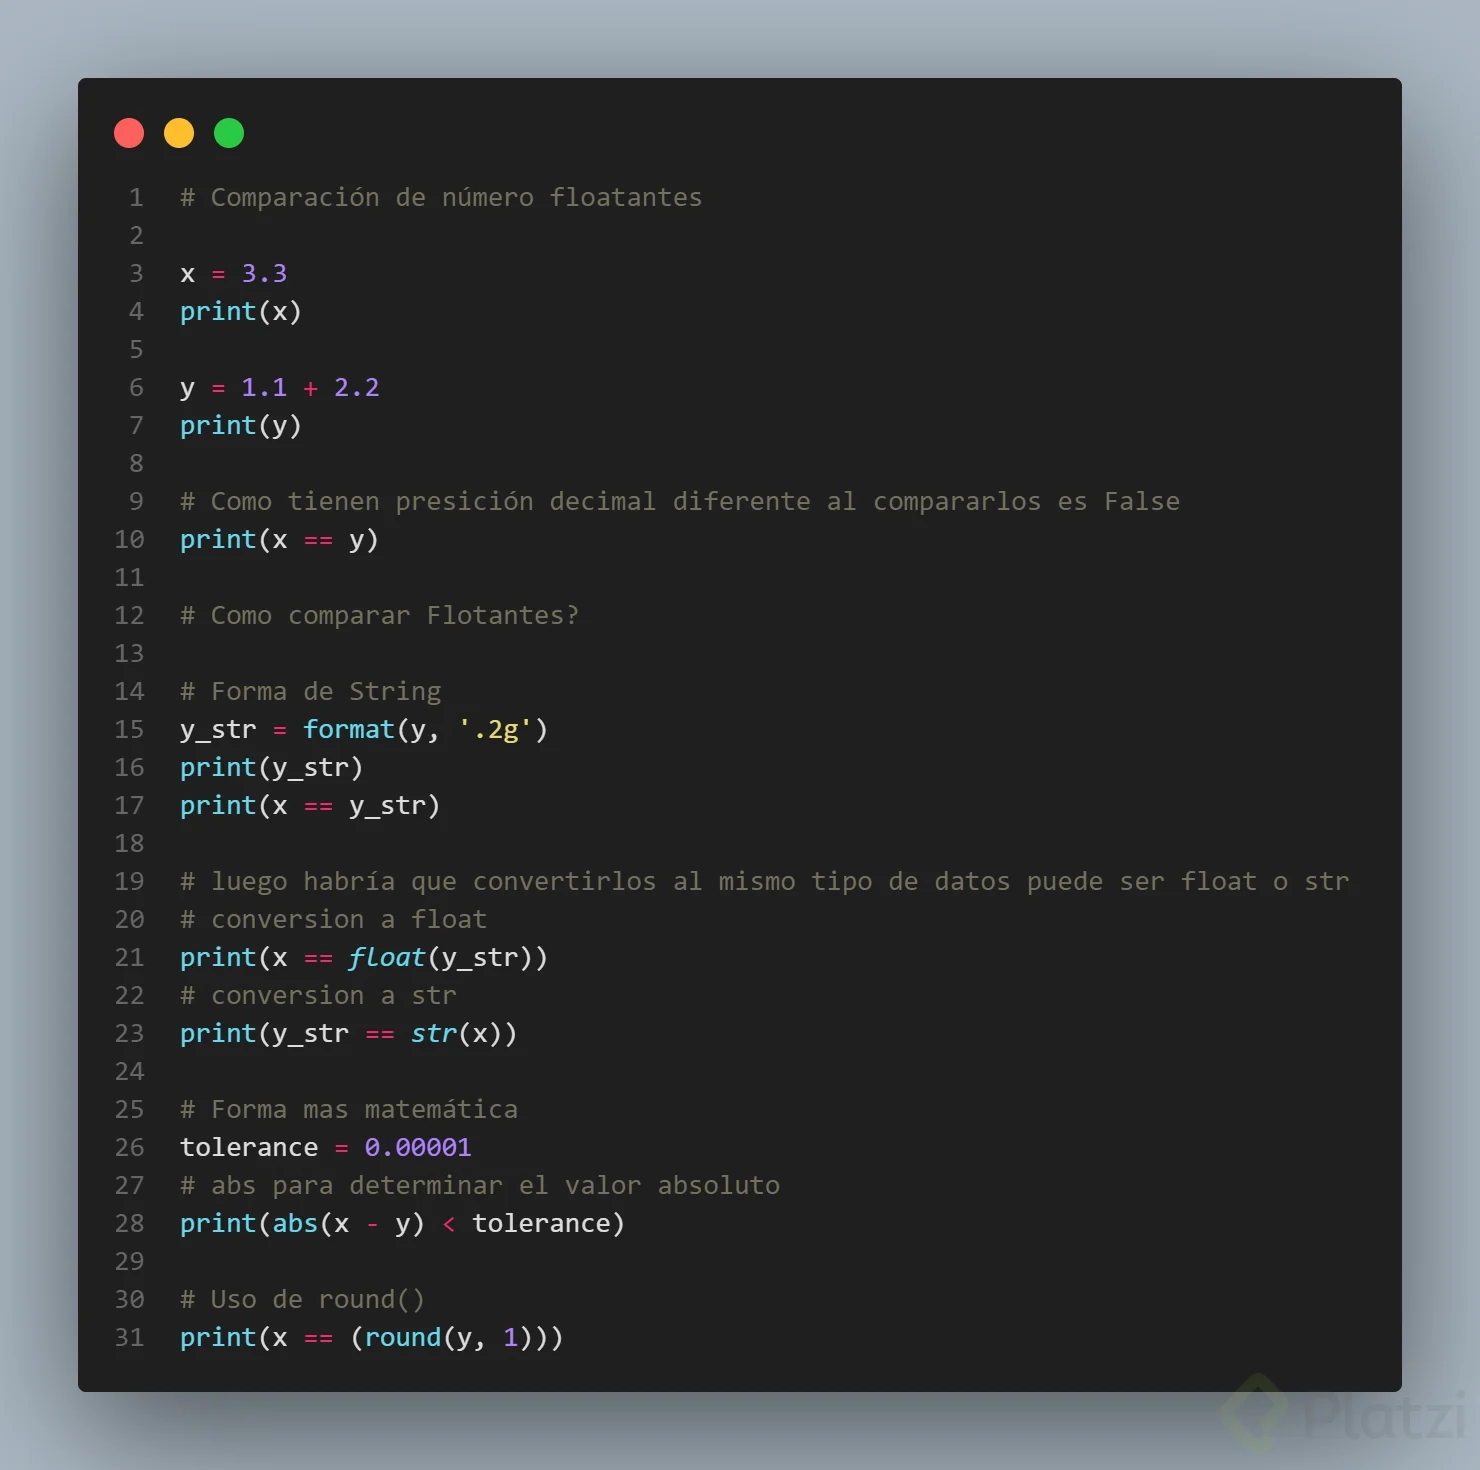 1 # Comparación de número floatantes
2
3 x = 3.3
4 print(x)
5
6 y = 1.1 + 2.2
7 print(y)
8
9 # Como tienen presición decimal diferente al compararlos es False
10 print(x == y)
11
12 # Como comparar Flotantes?
13
14 # Forma de String
15 y_str = format(y, '.2g')
16 print(y_str)
17 print(x == y_str)
18
19 # luego habría que convertirlos al mismo tipo de datos puede ser float o str
20 # conversion a float
21 print(x == float(y_str))
22 # conversion a str
23 print(y_str == str(x))
24
25 # Forma mas matemática
26 tolerance = 0.00001
27 # abs para determinar el valor absoluto
28 print(abs(x - y) < tolerance)
29
30 # Uso de round()
31 print(x == (round(y, 1)))
Platzi